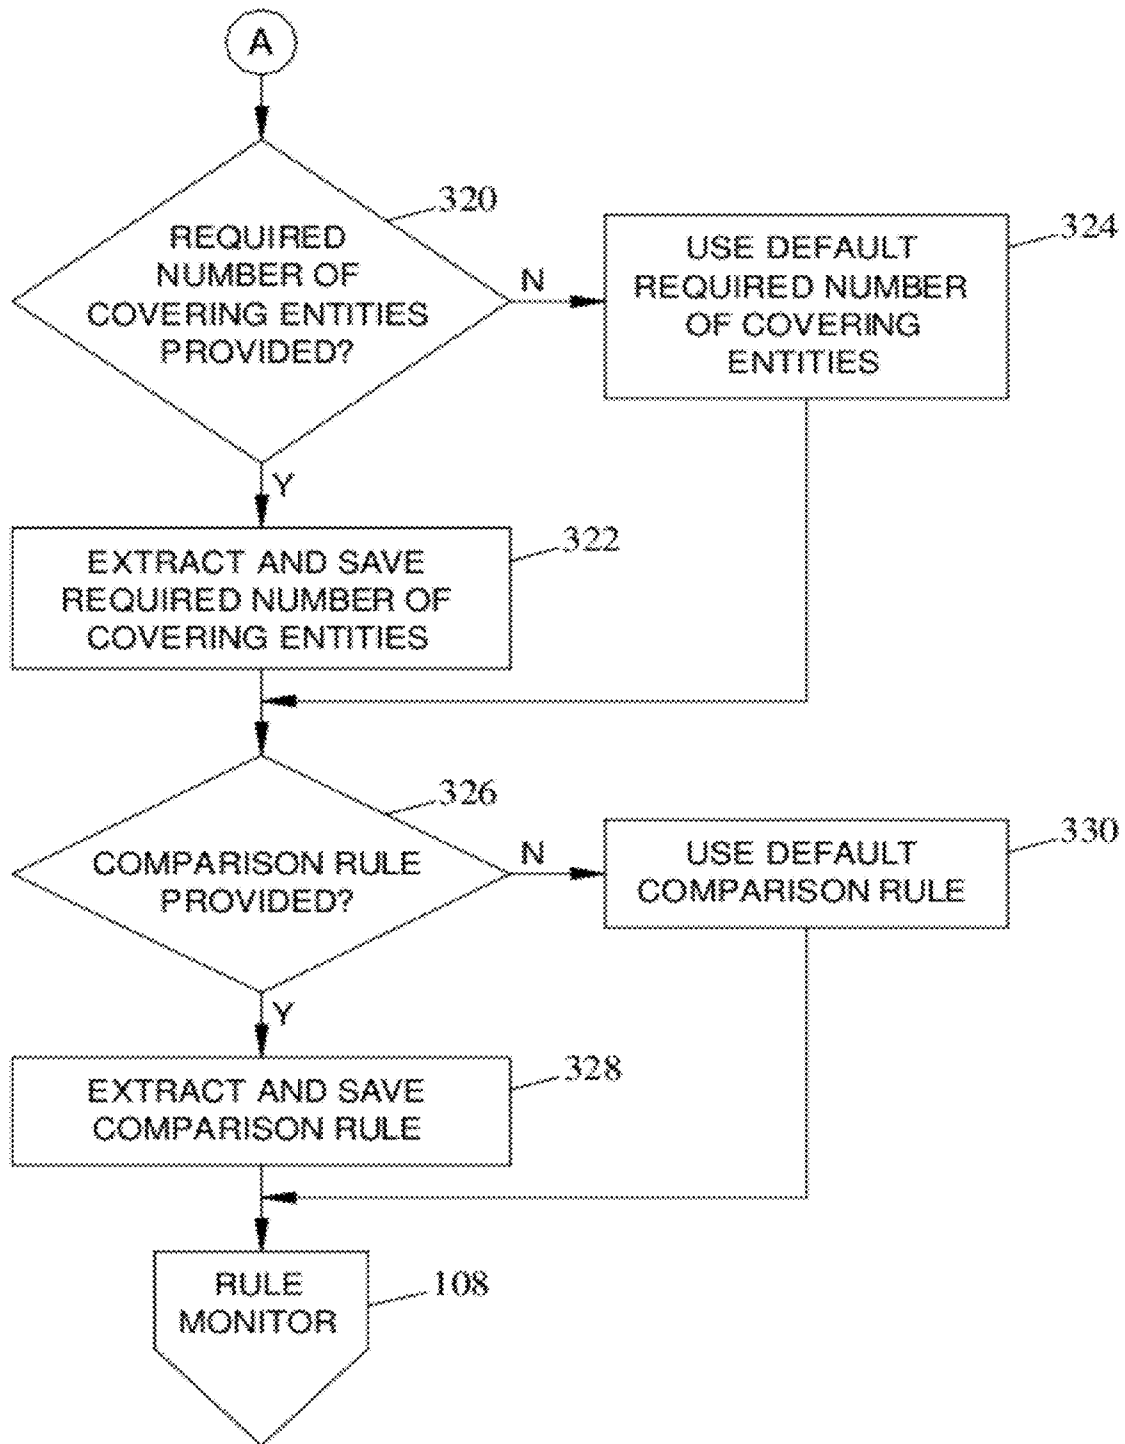 A
320
REQUIRED
NUMBER OF
COVERING ENTITIES
PROVIDED?
N
324
USE DEFAULT
REQUIRED NUMBER
OF COVERING
ENTITIES
Y
322
EXTRACT AND SAVE
REQUIRED NUMBER OF
COVERING ENTITIES
326
COMPARISON RULE
PROVIDED?
N
330
USE DEFAULT
COMPARISON RULE
Y
328
EXTRACT AND SAVE
COMPARISON RULE
RULE
MONITOR
108